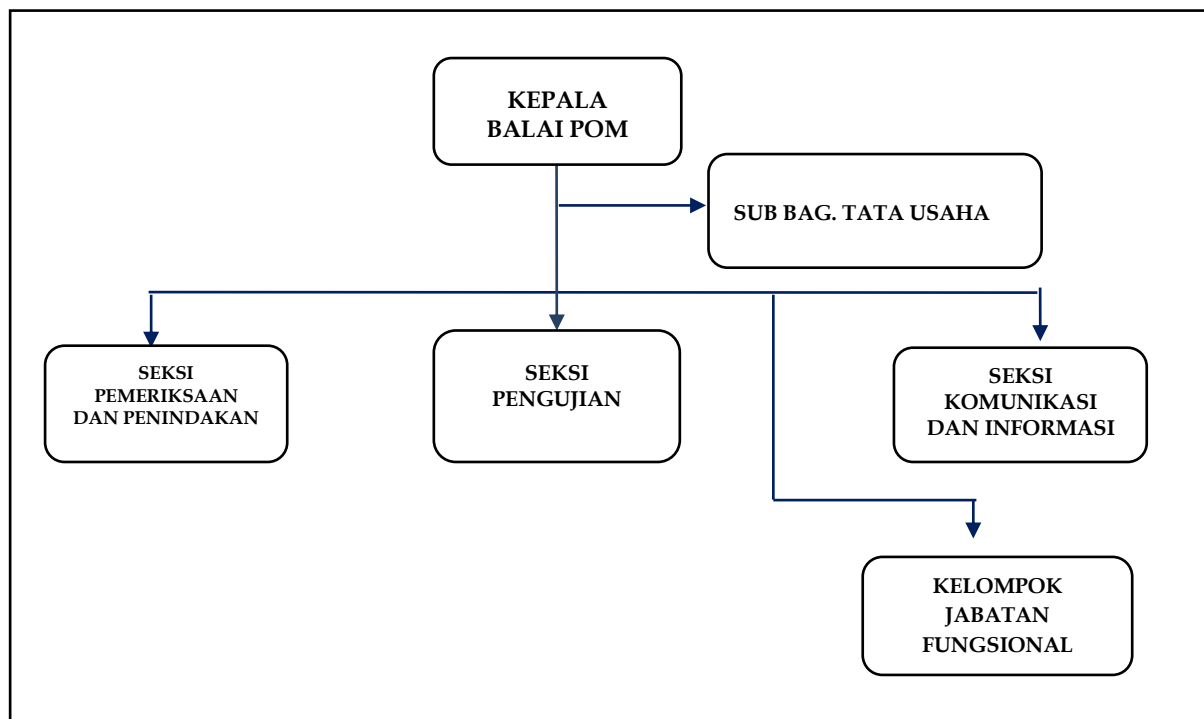 KEPALA
BALAI POM
SUB BAG. TATA USAHA
SEKSI
PEMERIKSAAN
DAN PENINDAKAN
SEKSI
PENGUJIAN
SEKSI
KOMUNIKASI
DAN INFORMASI
KELOMPOK
JABATAN
FUNGSIONAL